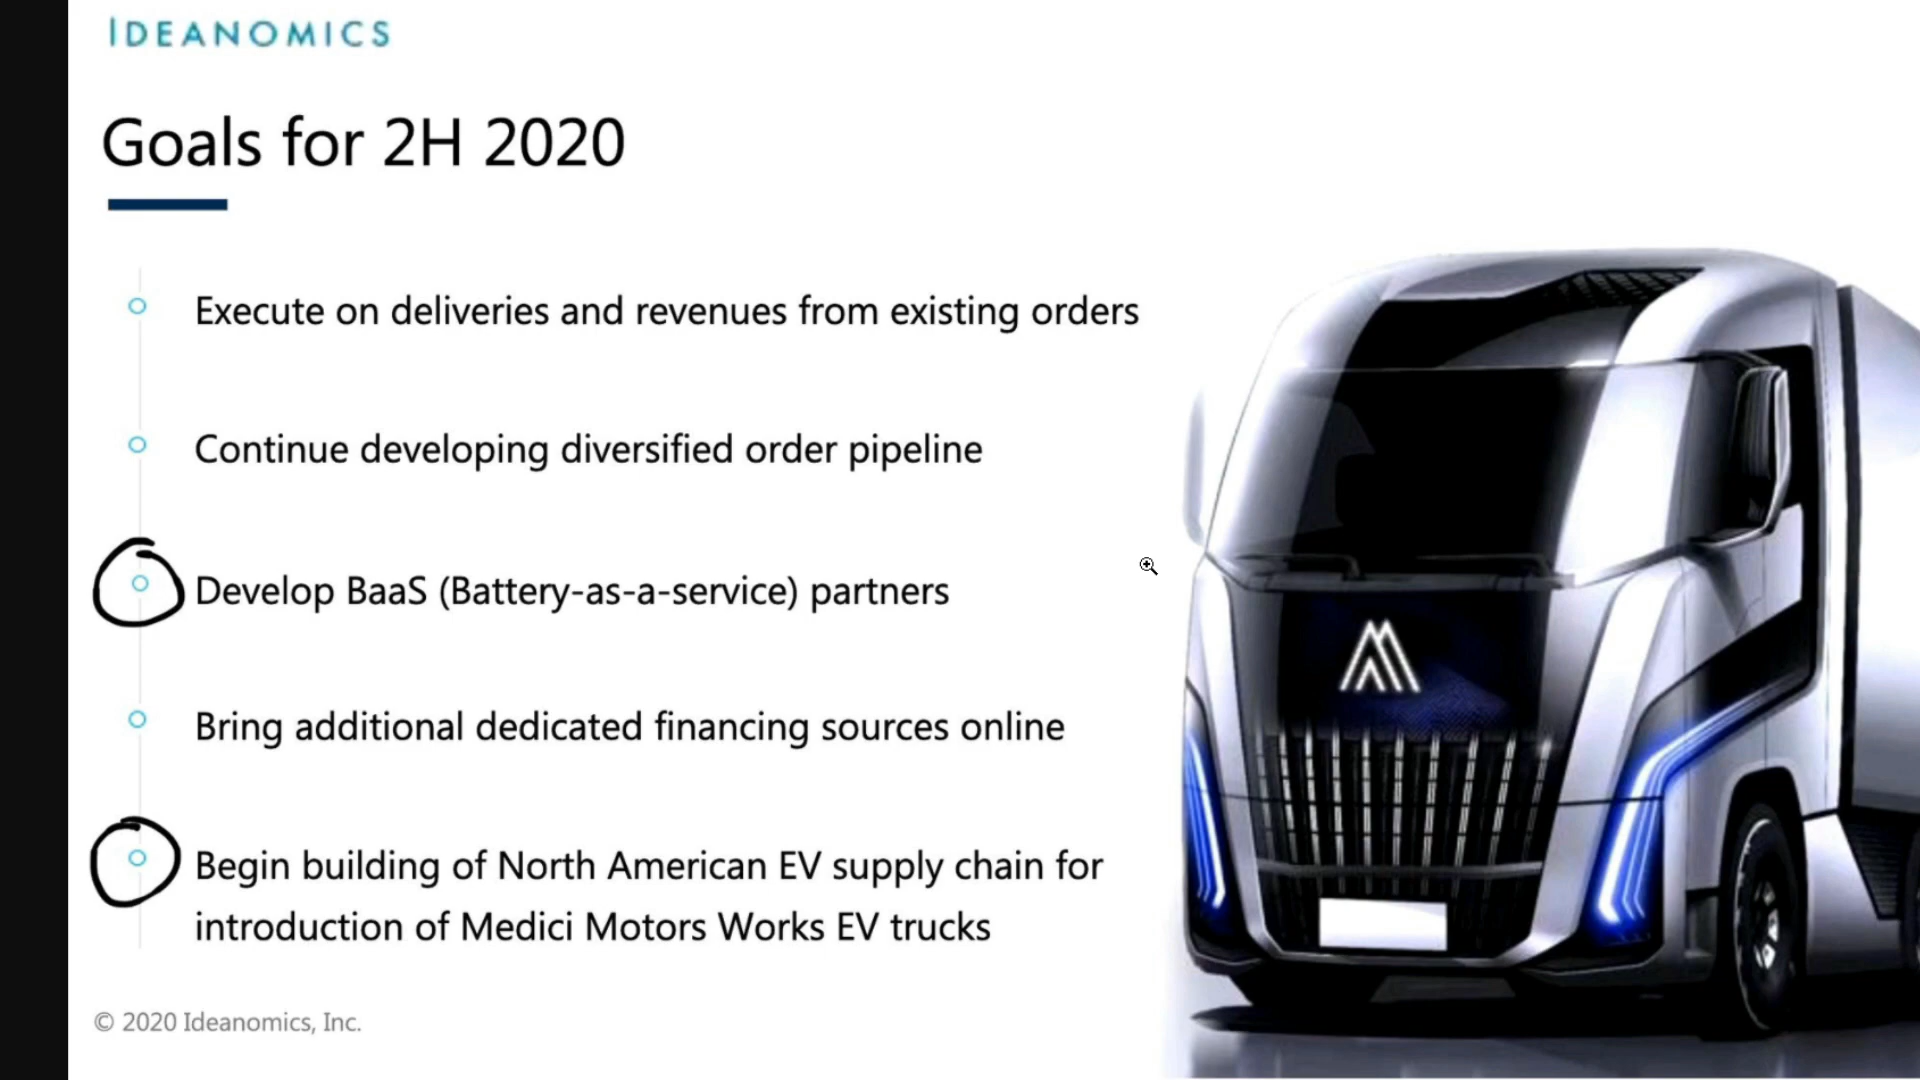 IDEANOMICS
Goals for 2H 2020
Execute on deliveries and revenues from existing orders
Continue developing diversified order pipeline
Develop BaaS (Battery-as-a-service) partners
Bring additional dedicated financing sources online
Begin building of North American EV supply chain for
introduction of Medici Motors Works EV trucks
© 2020 Ideanomics, Inc.